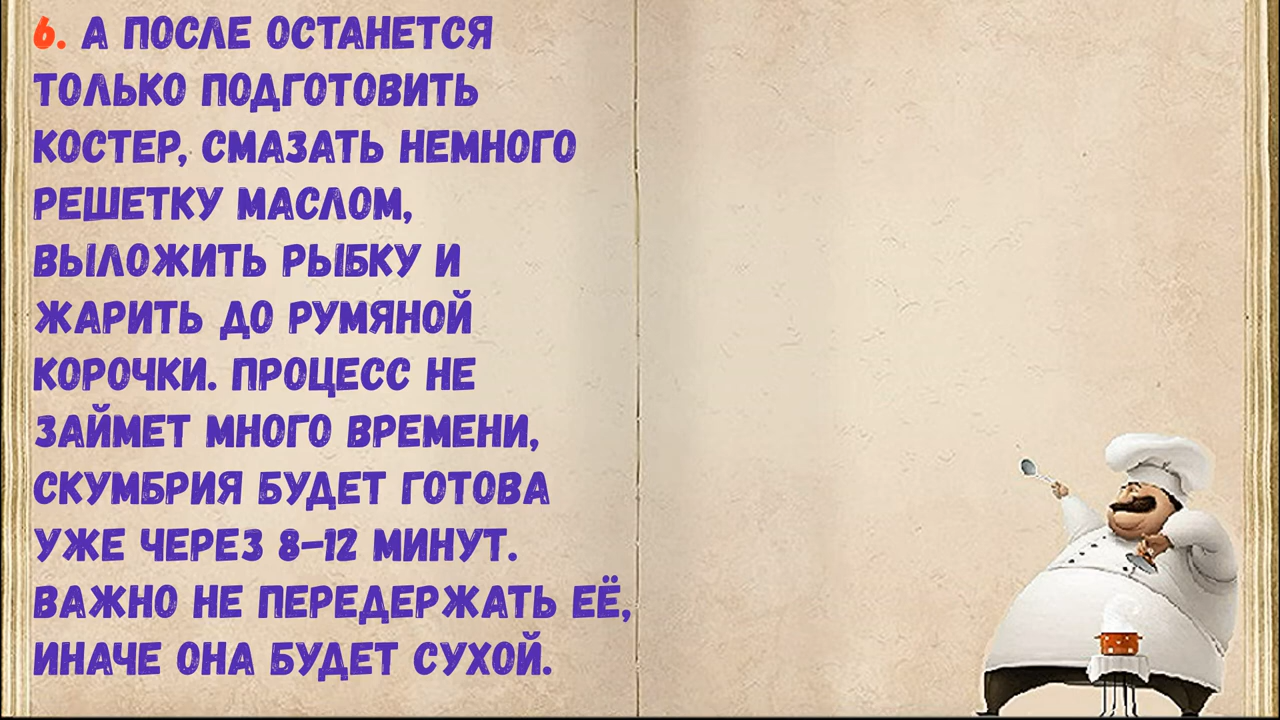 6. А ПОСЛЕ ОСТАНЕТСЯ
ТОЛЬКО ПОДГОТОВИТЬ
КОСТЕР, СМАЗАТЬ НЕМНОГО
РЕШЕТКУ МАСЛОМ,
ВЫЛОЖИТЬ РЫБКУ И
ЖАРИТЬ ДО РУМЯНОЙ
КОРОЧКИ. ПРОЦЕСС НЕ
ЗАЙМЕТ МНОГО ВРЕМЕНИ,
СКУМБРИЯ БУДЕТ ГОТОВА
УЖЕ ЧЕРЕЗ 8-12 МИНУТ.
ВАЖНО НЕ ПЕРЕДЕРЖАТЬ ЕЁ,
ИНАЧЕ ОНА БУДЕТ СУХОЙ.